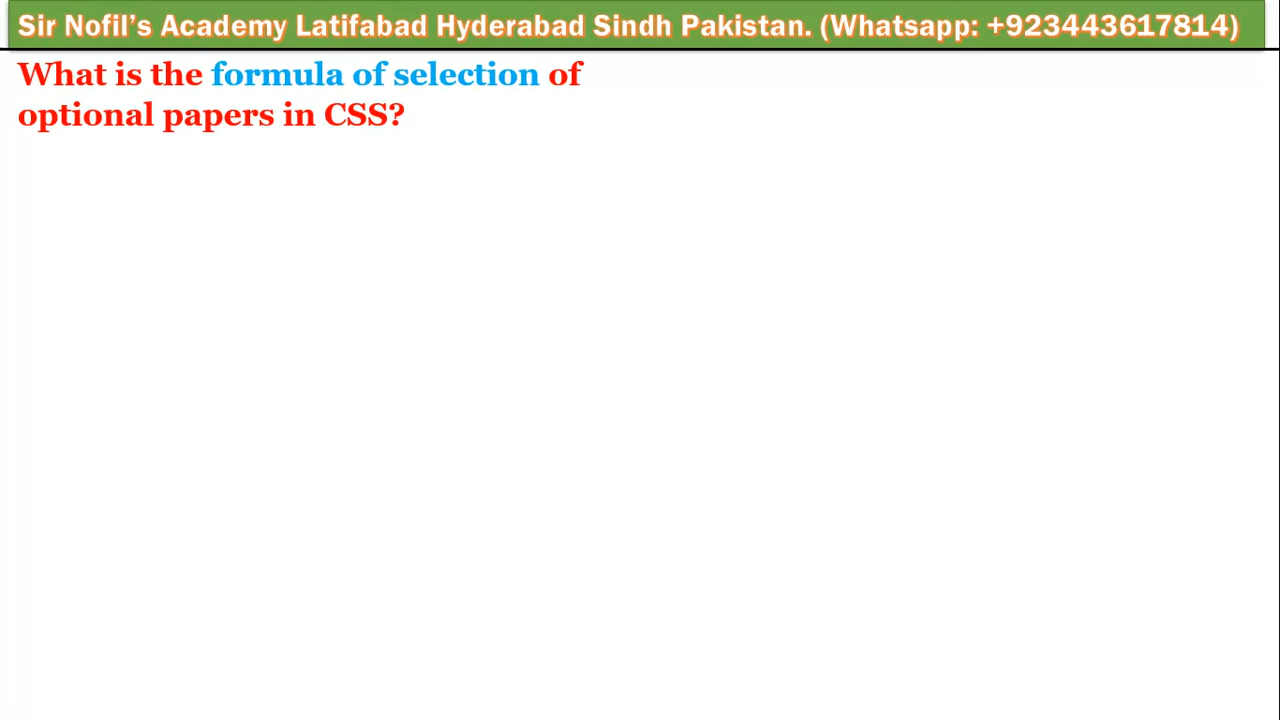 Sir Nofil’s Academy Latifabad Hyderabad Sindh Pakistan. (Whatsapp: +923443617814)
What is the formula of selection of
optional papers in CSS?